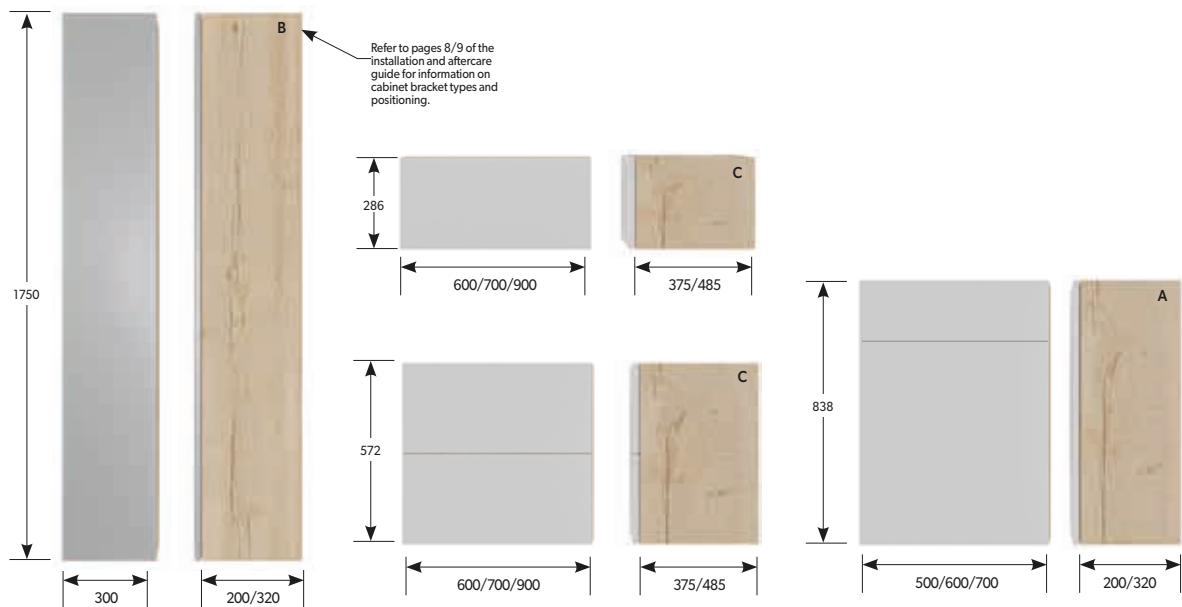 B
Refer to pages 8/9 of the
installation and aftercare
guide for information on
cabinet bracket types and
positioning.
1750
300
200/320
286
C
600/700/900
375/485
572
C
600/700/900
375/485
838
A
500/600/700
200/320